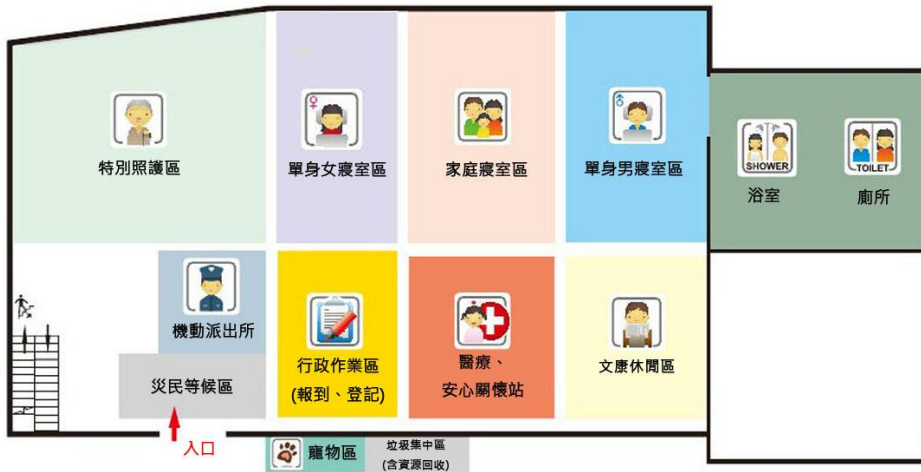 特別照護區
單身女寢室區
家庭寢室區
單身男寢室區
SHOWER
浴室
TOILET
廁所
機動派出所
行政作業區
(報到、登記)
醫療、
安心關懷站
文康休閒區
災民等候區
入口
寵物區
垃圾集中區
(含資源回收)